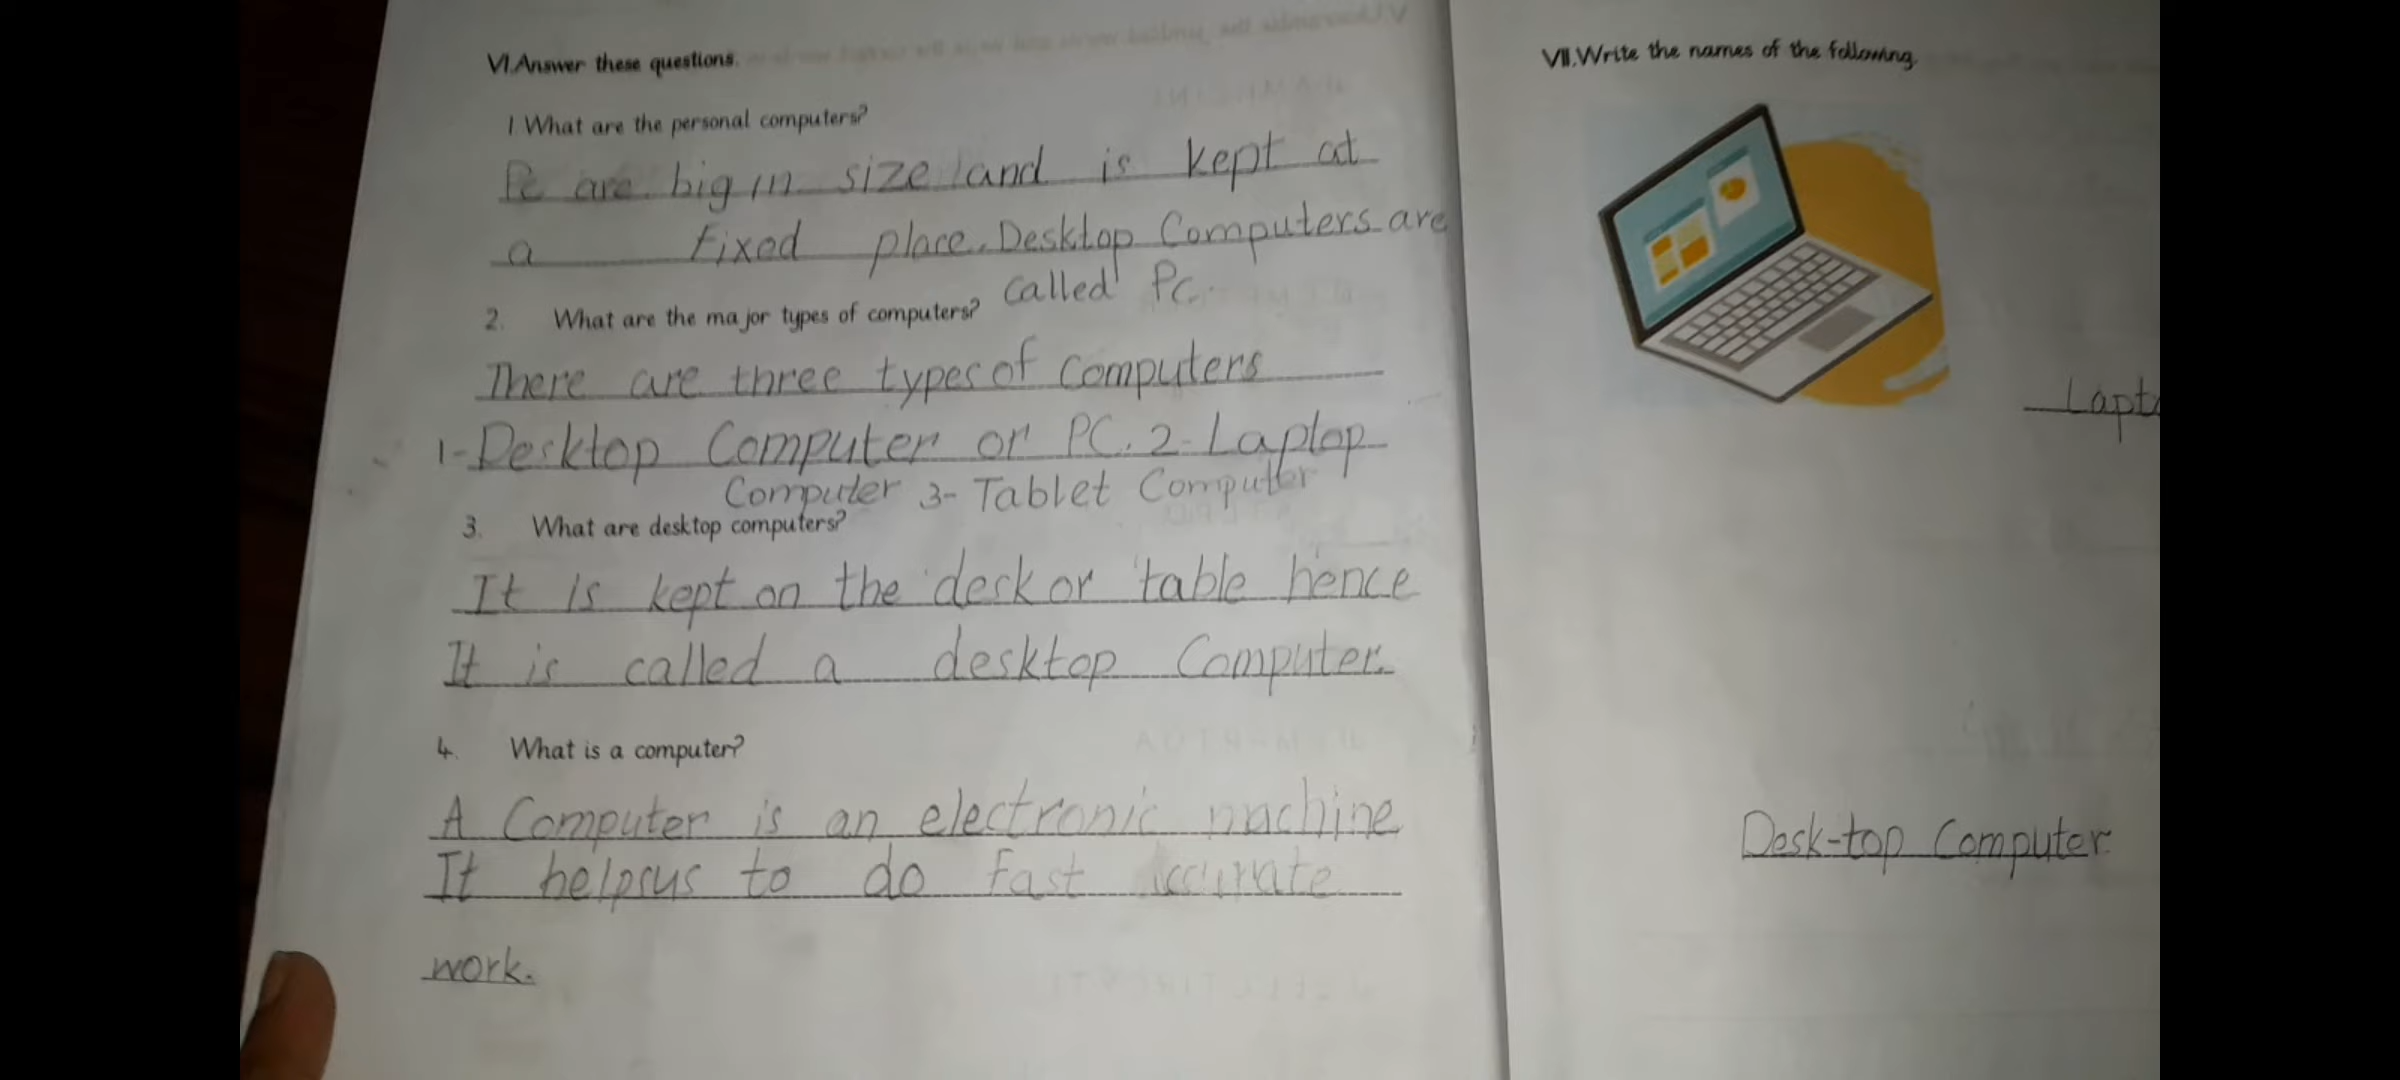 VI.Answer these questions.
1 What are the personal computers?
Pc are big in size and is kept at
a fixed place. Desktop Computers are
called Pc.
2. What are the major types of computers?
There are three types of Computers
1- Desktop Computer or PC. 2- Laptop
Computer 3- Tablet Computer
3. What are desktop computers?
It is kept on the desk or table hence
It is called a desktop Computer.
4. What is a computer?
A Computer is an electronic machine
It helps us to do fast accurate
work.
VII.Write the names of the following.
Lapto
Desk-top Computer